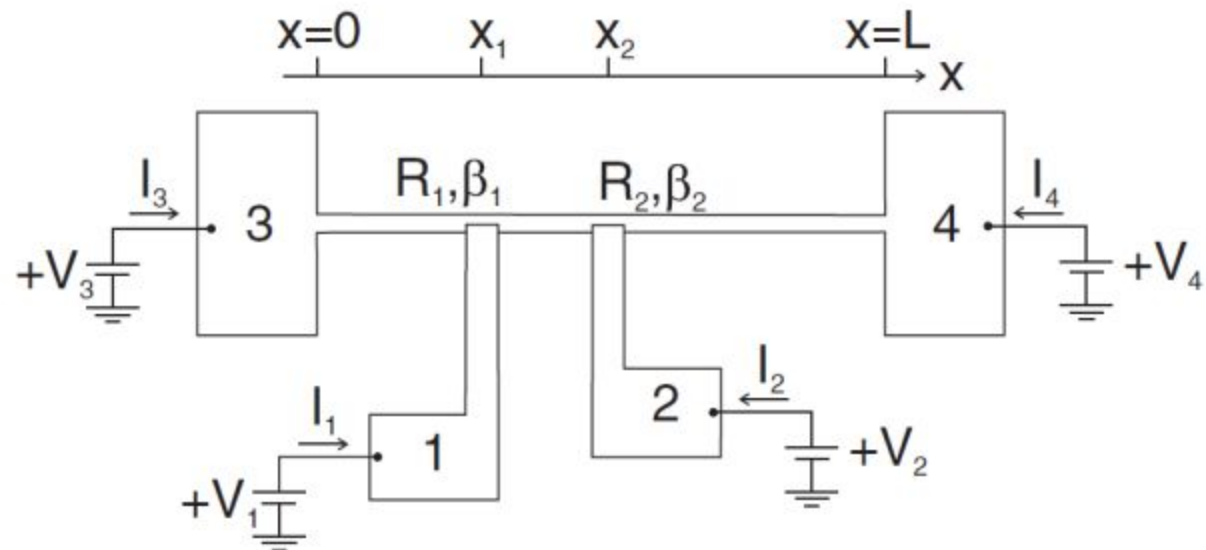 x=0 x₁ x₂ x=L
x
R₁,β₁ R₂,β₂
I₃ I₄
3 4
+V₃ +V₄
I₁ I₂
1 2
+V₁ +V₂